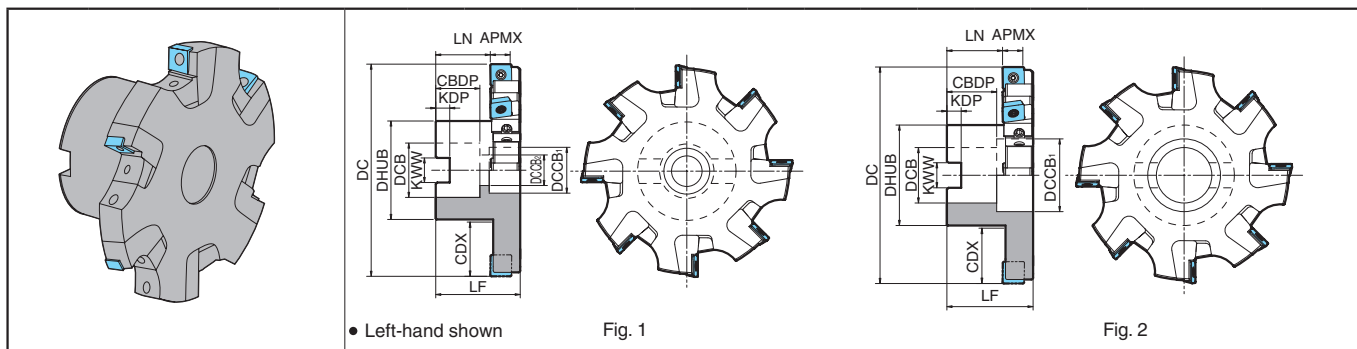 LN APMX
CBDP
KDP
DC
DHUB
DCB
KWW
DCCB2
DCCB1
CDX
LF
● Left-hand shown
Fig. 1
LN APMX
CBDP
KDP
DC
DHUB
DCB
KWW
DCCB1
CDX
LF
Fig. 2